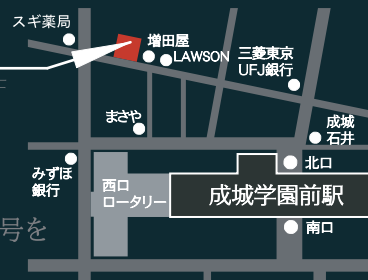 スギ薬局
増田屋
LAWSON
三菱東京
UFJ銀行
まさや
成城
石井
みずほ
銀行
西口
ロータリー
北口
成城学園前駅
南口
号を